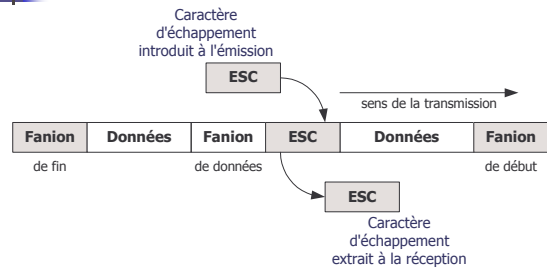 Caractère
d'échappement
introduit à l'émission
ESC
sens de la transmission
Fanion Données Fanion ESC Données Fanion
de fin de données de début
ESC
Caractère
d'échappement
extrait à la réception